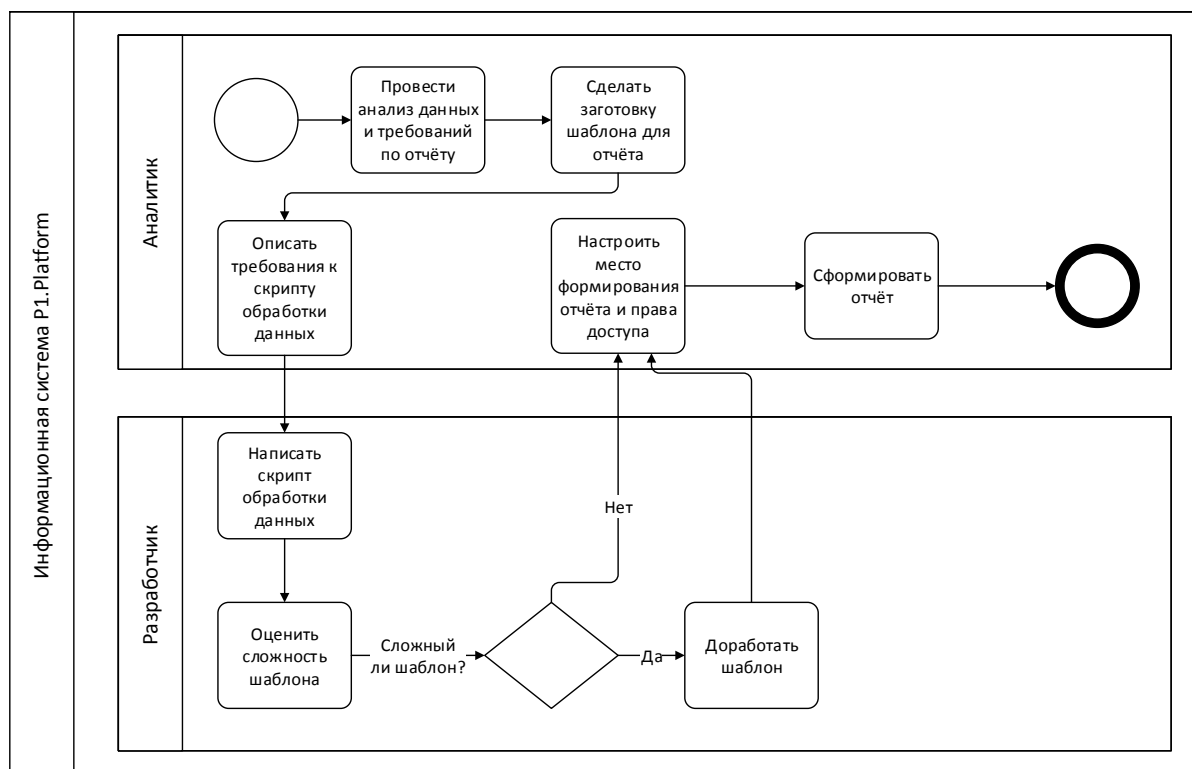 Информационная система P1.Platform
Аналитик
Провести
анализ данных
и требований
по отчёту
Сделать
заготовку
шаблона для
отчёта
Описать
требования к
скрипту
обработки
данных
Настроить
место
формирования
отчёта и права
доступа
Сформировать
отчёт
Разработчик
Написать
скрипт
обработки
данных
Нет
Оценить
сложность
шаблона
Сложный
ли шаблон?
Да
Доработать
шаблон